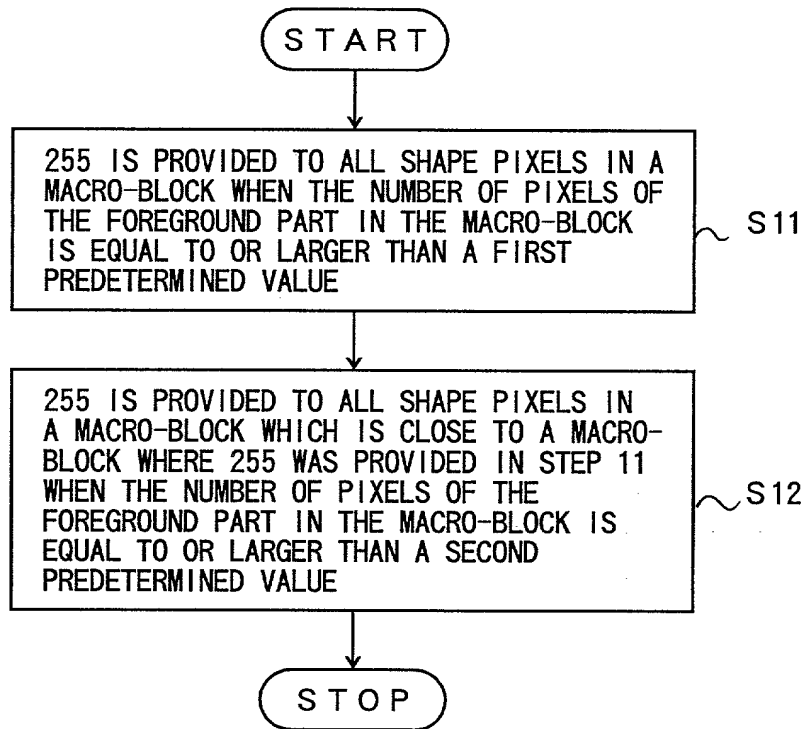 START
255 IS PROVIDED TO ALL SHAPE PIXELS IN A
MACRO-BLOCK WHEN THE NUMBER OF PIXELS OF
THE FOREGROUND PART IN THE MACRO-BLOCK
IS EQUAL TO OR LARGER THAN A FIRST
PREDETERMINED VALUE
S11
255 IS PROVIDED TO ALL SHAPE PIXELS IN
A MACRO-BLOCK WHICH IS CLOSE TO A MACRO-
BLOCK WHERE 255 WAS PROVIDED IN STEP 11
WHEN THE NUMBER OF PIXELS OF THE
FOREGROUND PART IN THE MACRO-BLOCK IS
EQUAL TO OR LARGER THAN A SECOND
PREDETERMINED VALUE
S12
STOP